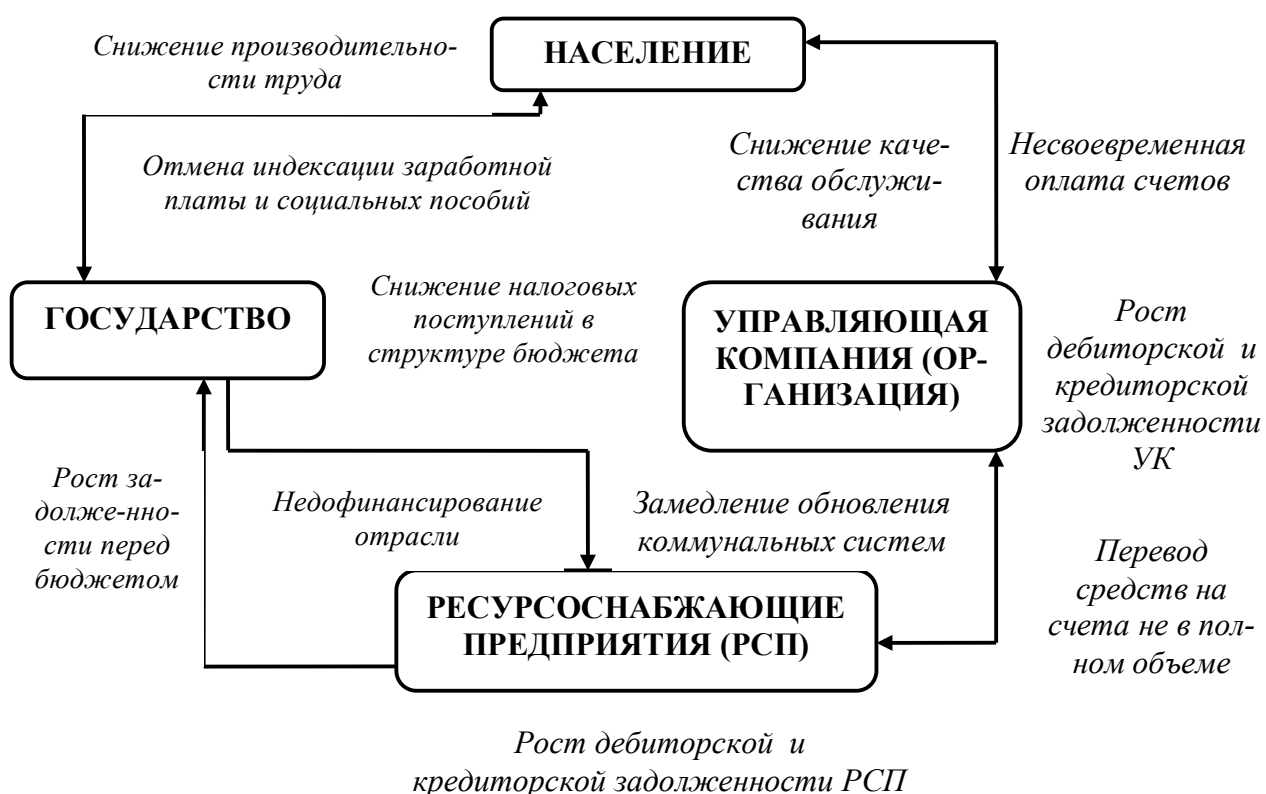 НАСЕЛЕНИЕ
Снижение производительно-
сти труда
Отмена индексации заработной
платы и социальных пособий
Снижение каче-
ства обслужи-
вания
Несвоевременная
оплата счетов
ГОСУДАРСТВО
Снижение налоговых
поступлений в
структуре бюджета
УПРАВЛЯЮЩАЯ
КОМПАНИЯ (ОР-
ГАНИЗАЦИЯ)
Рост
дебиторской и
кредиторской
задолженности
УК
Рост за-
долже-нно-
сти перед
бюджетом
Недофинансирование
отрасли
Замедление обновления
коммунальных систем
Перевод
средств на
счета не в пол-
ном объеме
РЕСУРСОСНАБЖАЮЩИЕ
ПРЕДПРИЯТИЯ (РСП)
Рост дебиторской и
кредиторской задолженности РСП